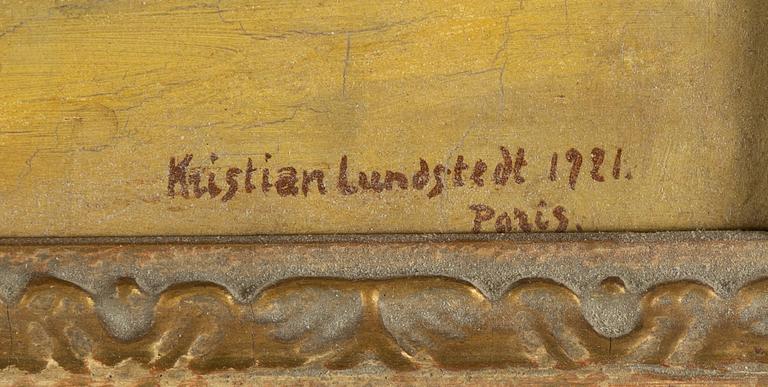 Kristian Lundstedt 1921.
Paris.